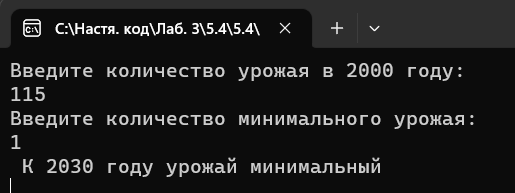 C:\Настя. код\Лаб. 3\5.4\5.4\
Введите количество урожая в 2000 году:
115
Введите количество минимального урожая:
1
К 2030 году урожай минимальный